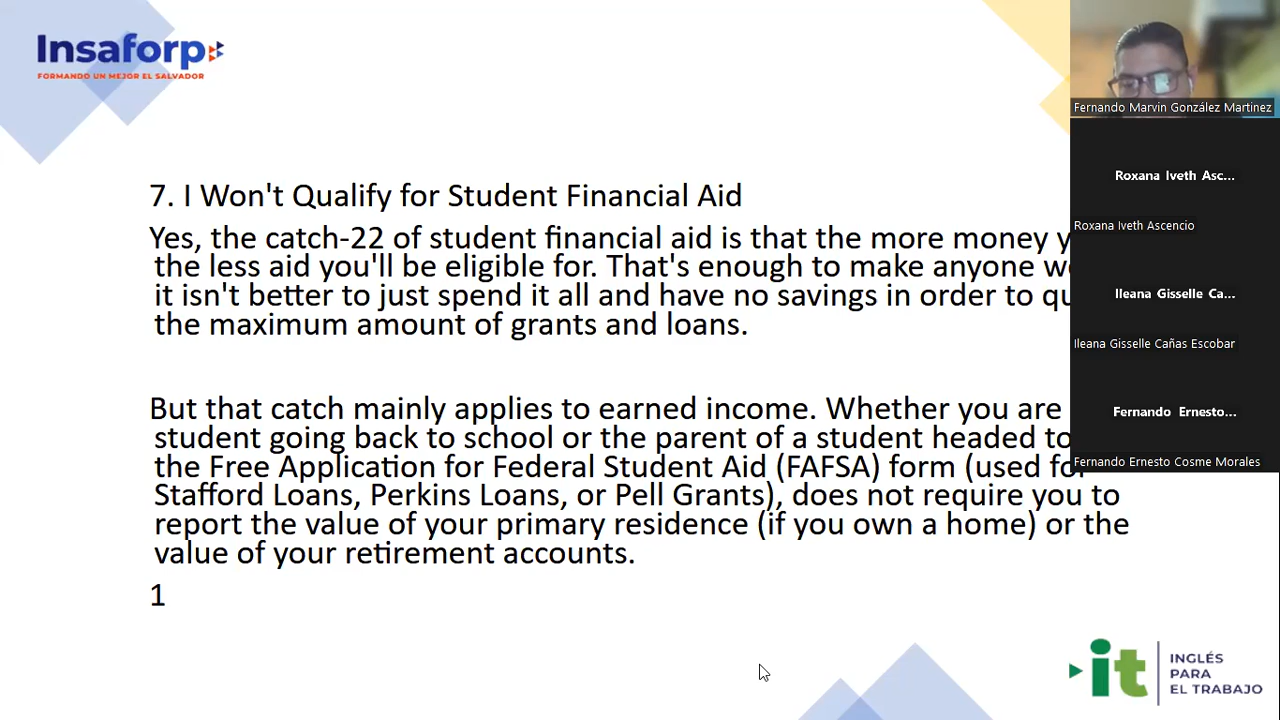 Insaforp
FORMANDO UN MEJOR EL SALVADOR
7. I Won't Qualify for Student Financial Aid
Yes, the catch-22 of student financial aid is that the more money
the less aid you'll be eligible for. That's enough to make anyone
it isn't better to just spend it all and have no savings in order to
the maximum amount of grants and loans.
But that catch mainly applies to earned income. Whether you are
student going back to school or the parent of a student headed to
the Free Application for Federal Student Aid (FAFSA) form (used for
Stafford Loans, Perkins Loans, or Pell Grants), does not require you to
report the value of your primary residence (if you own a home) or the
value of your retirement accounts.
1
Fernando Marvin González Martinez
Roxana Iveth Asc...
Roxana Iveth Ascencio
Ileana Gisselle Ca...
Ileana Gisselle Cañas Escobar
Fernando Ernesto...
Fernando Ernesto Cosme Morales
it
INGLÉS
PARA
EL TRABAJO